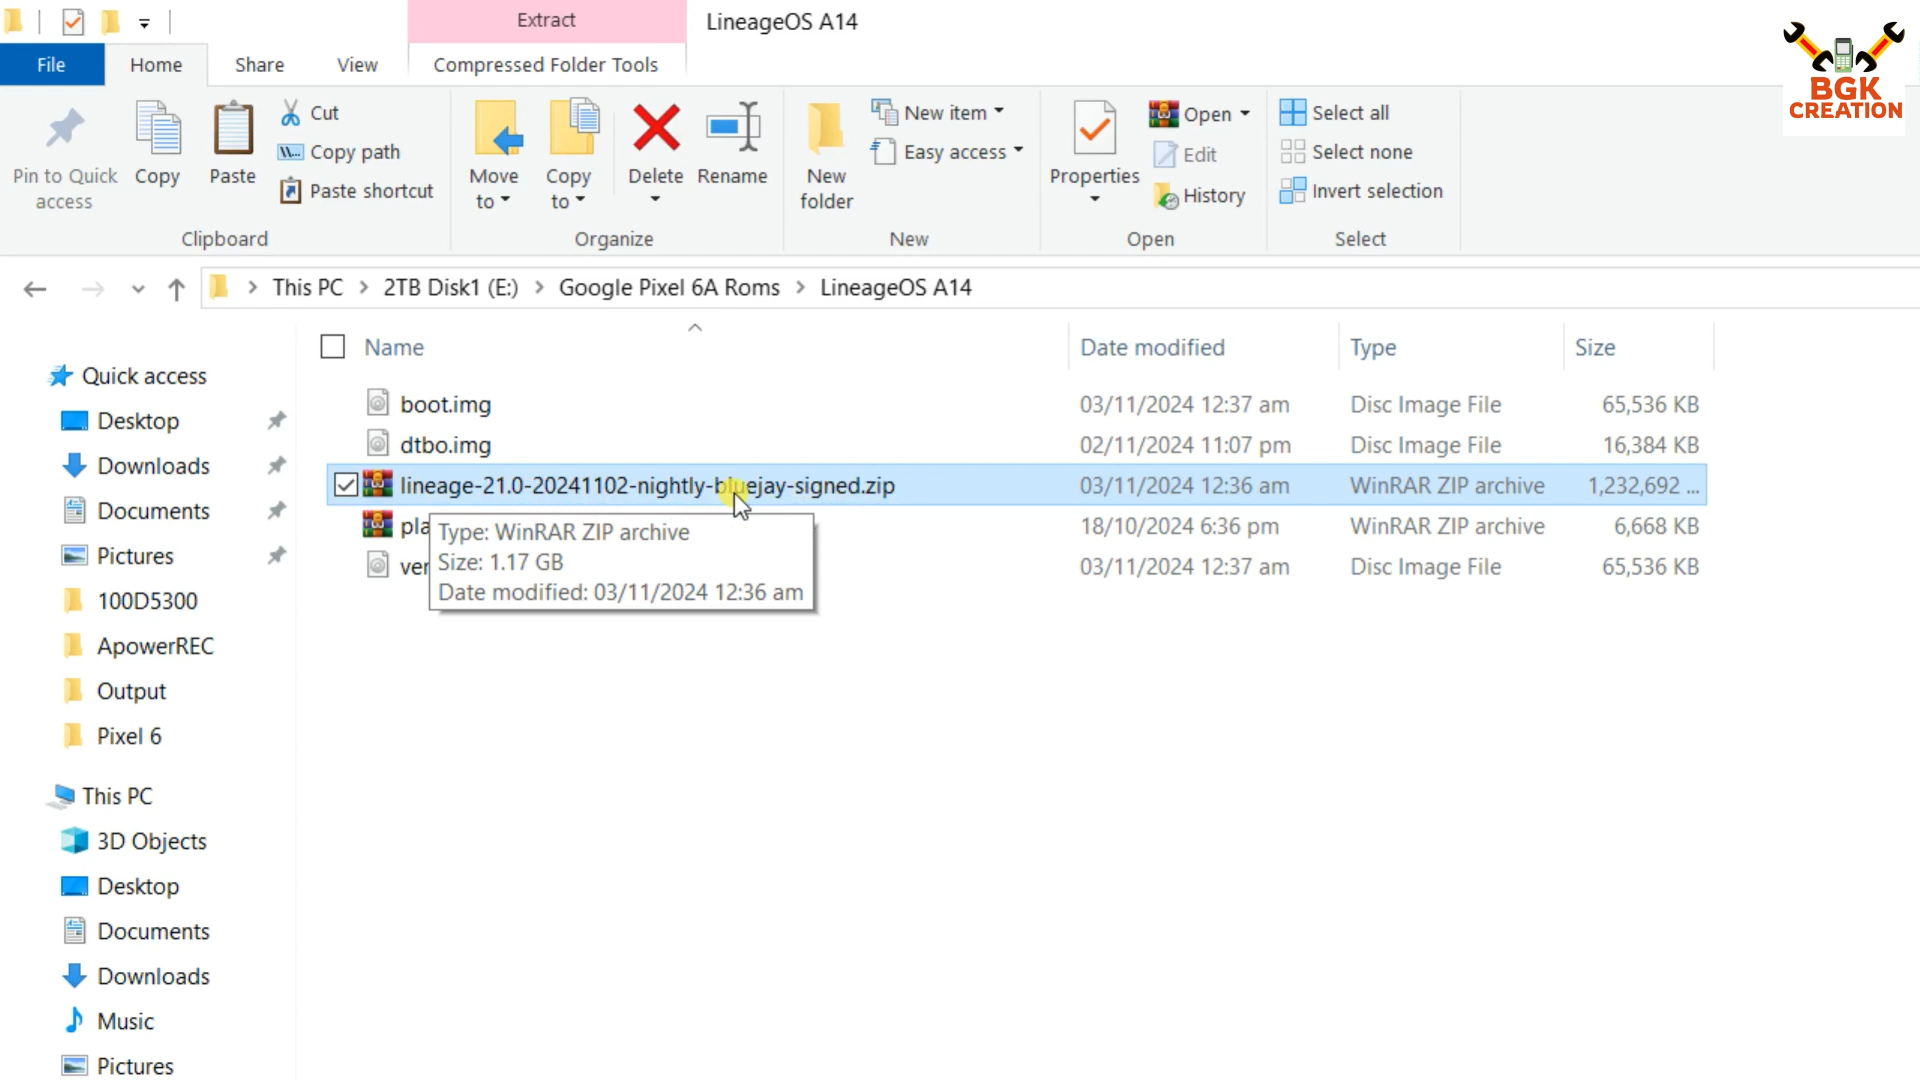 Extract
LineageOS A14
File
Home
Share
View
Compressed Folder Tools
BGK
CREATION
Pin to Quick
access
Copy
Paste
Cut
Copy path
Paste shortcut
Clipboard
Move
to
Copy
to
Delete
Rename
Organize
New
folder
New item
Easy access
New
Properties
Open
Edit
History
Open
Select all
Select none
Invert selection
Select
This PC
2TB Disk1 (E:)
Google Pixel 6A Roms
LineageOS A14
Name
Date modified
Type
Size
boot.img
03/11/2024 12:37 am
Disc Image File
65,536 KB
dtbo.img
02/11/2024 11:07 pm
Disc Image File
16,384 KB
lineage-21.0-20241102-nightly-bluejay-signed.zip
03/11/2024 12:36 am
WinRAR ZIP archive
1,232,692 ...
pla
18/10/2024 6:36 pm
WinRAR ZIP archive
6,668 KB
ver
03/11/2024 12:37 am
Disc Image File
65,536 KB
Type: WinRAR ZIP archive
Size: 1.17 GB
Date modified: 03/11/2024 12:36 am
Quick access
Desktop
Downloads
Documents
Pictures
100D5300
ApowerREC
Output
Pixel 6
This PC
3D Objects
Desktop
Documents
Downloads
Music
Pictures